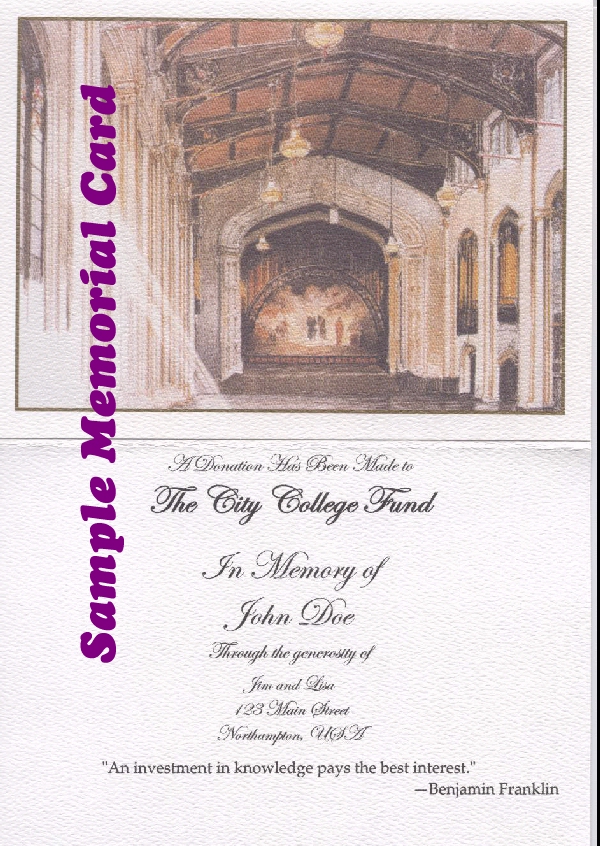 Sample Memorial Card
A Donation Has Been Made to
The City College Fund
In Memory of
John Doe
Through the generosity of
Jim and Lisa
123 Main Street
Northampton, USA
"An investment in knowledge pays the best interest."
—Benjamin Franklin